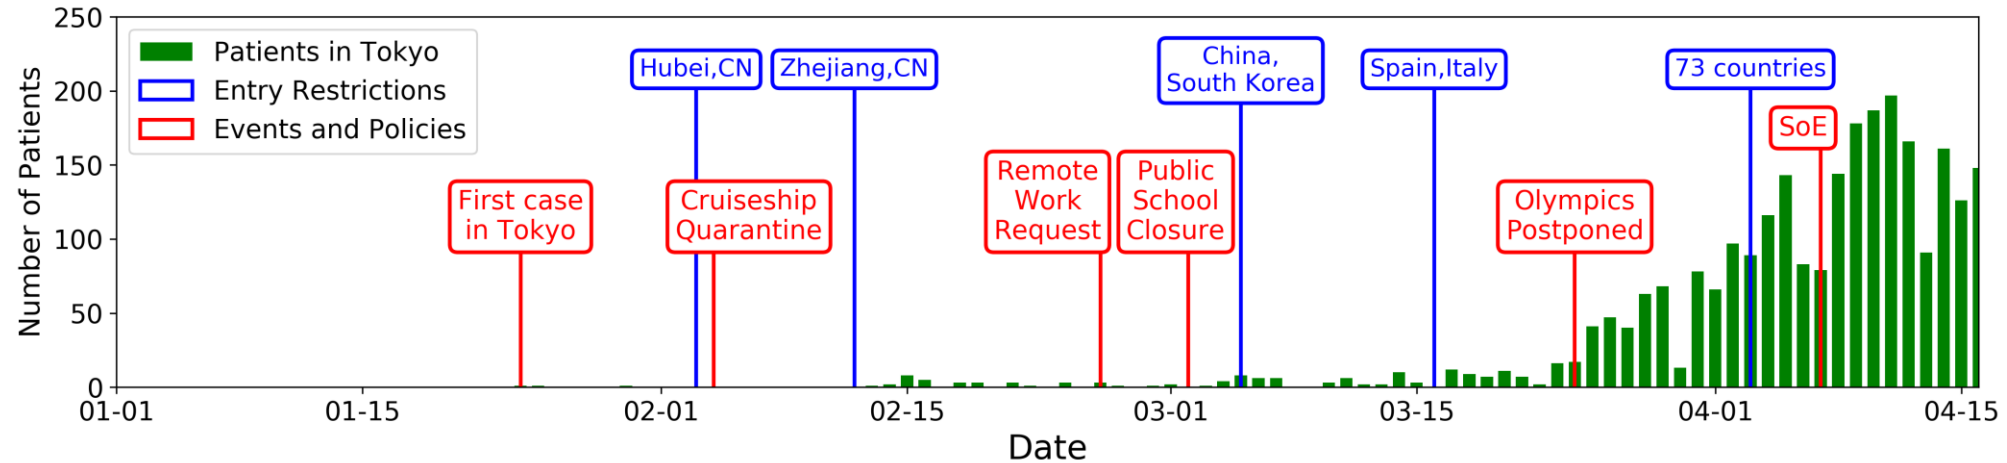 250
200
150
100
50
0
Number of Patients
Patients in Tokyo
Entry Restrictions
Events and Policies
Hubei,CN
Zhejiang,CN
China,
South Korea
Spain,Italy
73 countries
SoE
First case
in Tokyo
Cruiseship
Quarantine
Remote
Work
Request
Public
School
Closure
Olympics
Postponed
01-01
01-15
02-01
02-15
03-01
03-15
04-01
04-15
Date